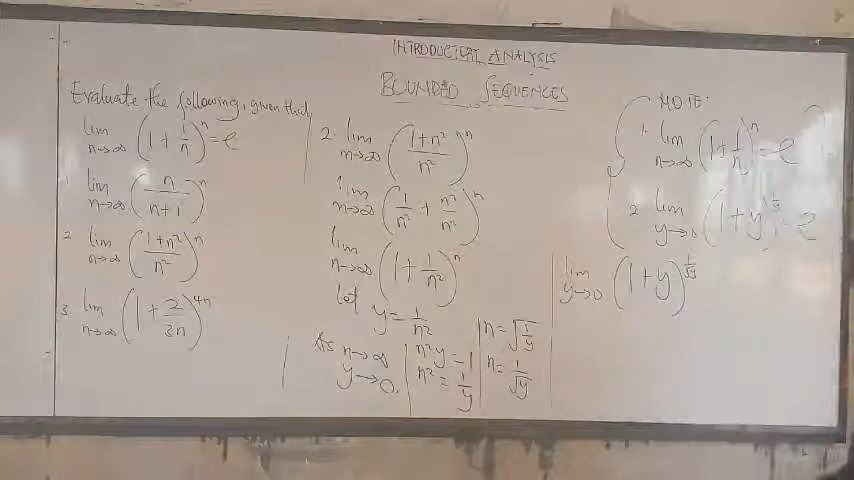 INTRODUCTORY ANALYSIS
BOUNDED SEQUENCES
Evaluate the following, given that
lim n→∞ (1 + 1/n)^n = e
1. lim n→∞ (n/(n+1))^n
2. lim n→∞ ((1+n²)/n²)^n
3. lim n→∞ (1 + 2/3n)^4n
2. lim n→∞ ((1+n²)/n²)^n
lim n→∞ (1/n² + n²/n²)^n
lim n→∞ (1 + 1/n²)^n
let y = 1/n²
As n→∞
y→0.
n²y = 1
n² = 1/y
n = √(1/y)
n = 1/√y
NOTE:
1. lim n→∞ (1 + 1/n)^n = e
2. lim y→0 (1+y)^1/y = e
lim y→0 (1+y)^1/√y